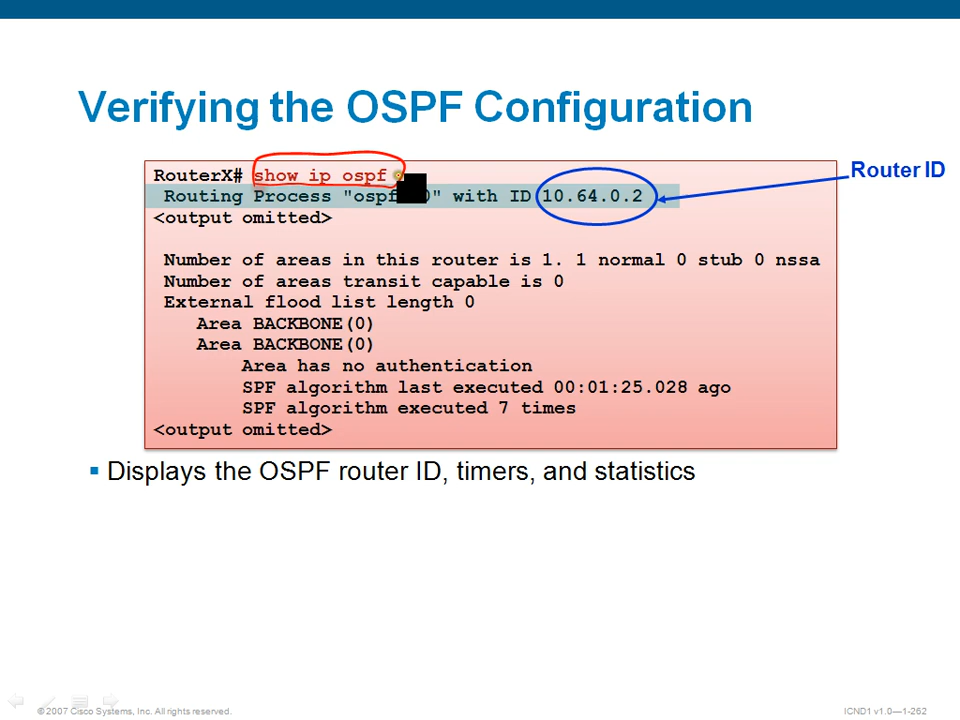 Verifying the OSPF Configuration
RouterX# show ip ospf
Router ID
Routing Process "ospf 0" with ID 10.64.0.2
<output omitted>
Number of areas in this router is 1. 1 normal 0 stub 0 nssa
Number of areas transit capable is 0
External flood list length 0
Area BACKBONE(0)
Area BACKBONE(0)
Area has no authentication
SPF algorithm last executed 00:01:25.028 ago
SPF algorithm executed 7 times
<output omitted>
Displays the OSPF router ID, timers, and statistics
© 2007 Cisco Systems, Inc. All rights reserved.
ICND1 v1.0—1-262